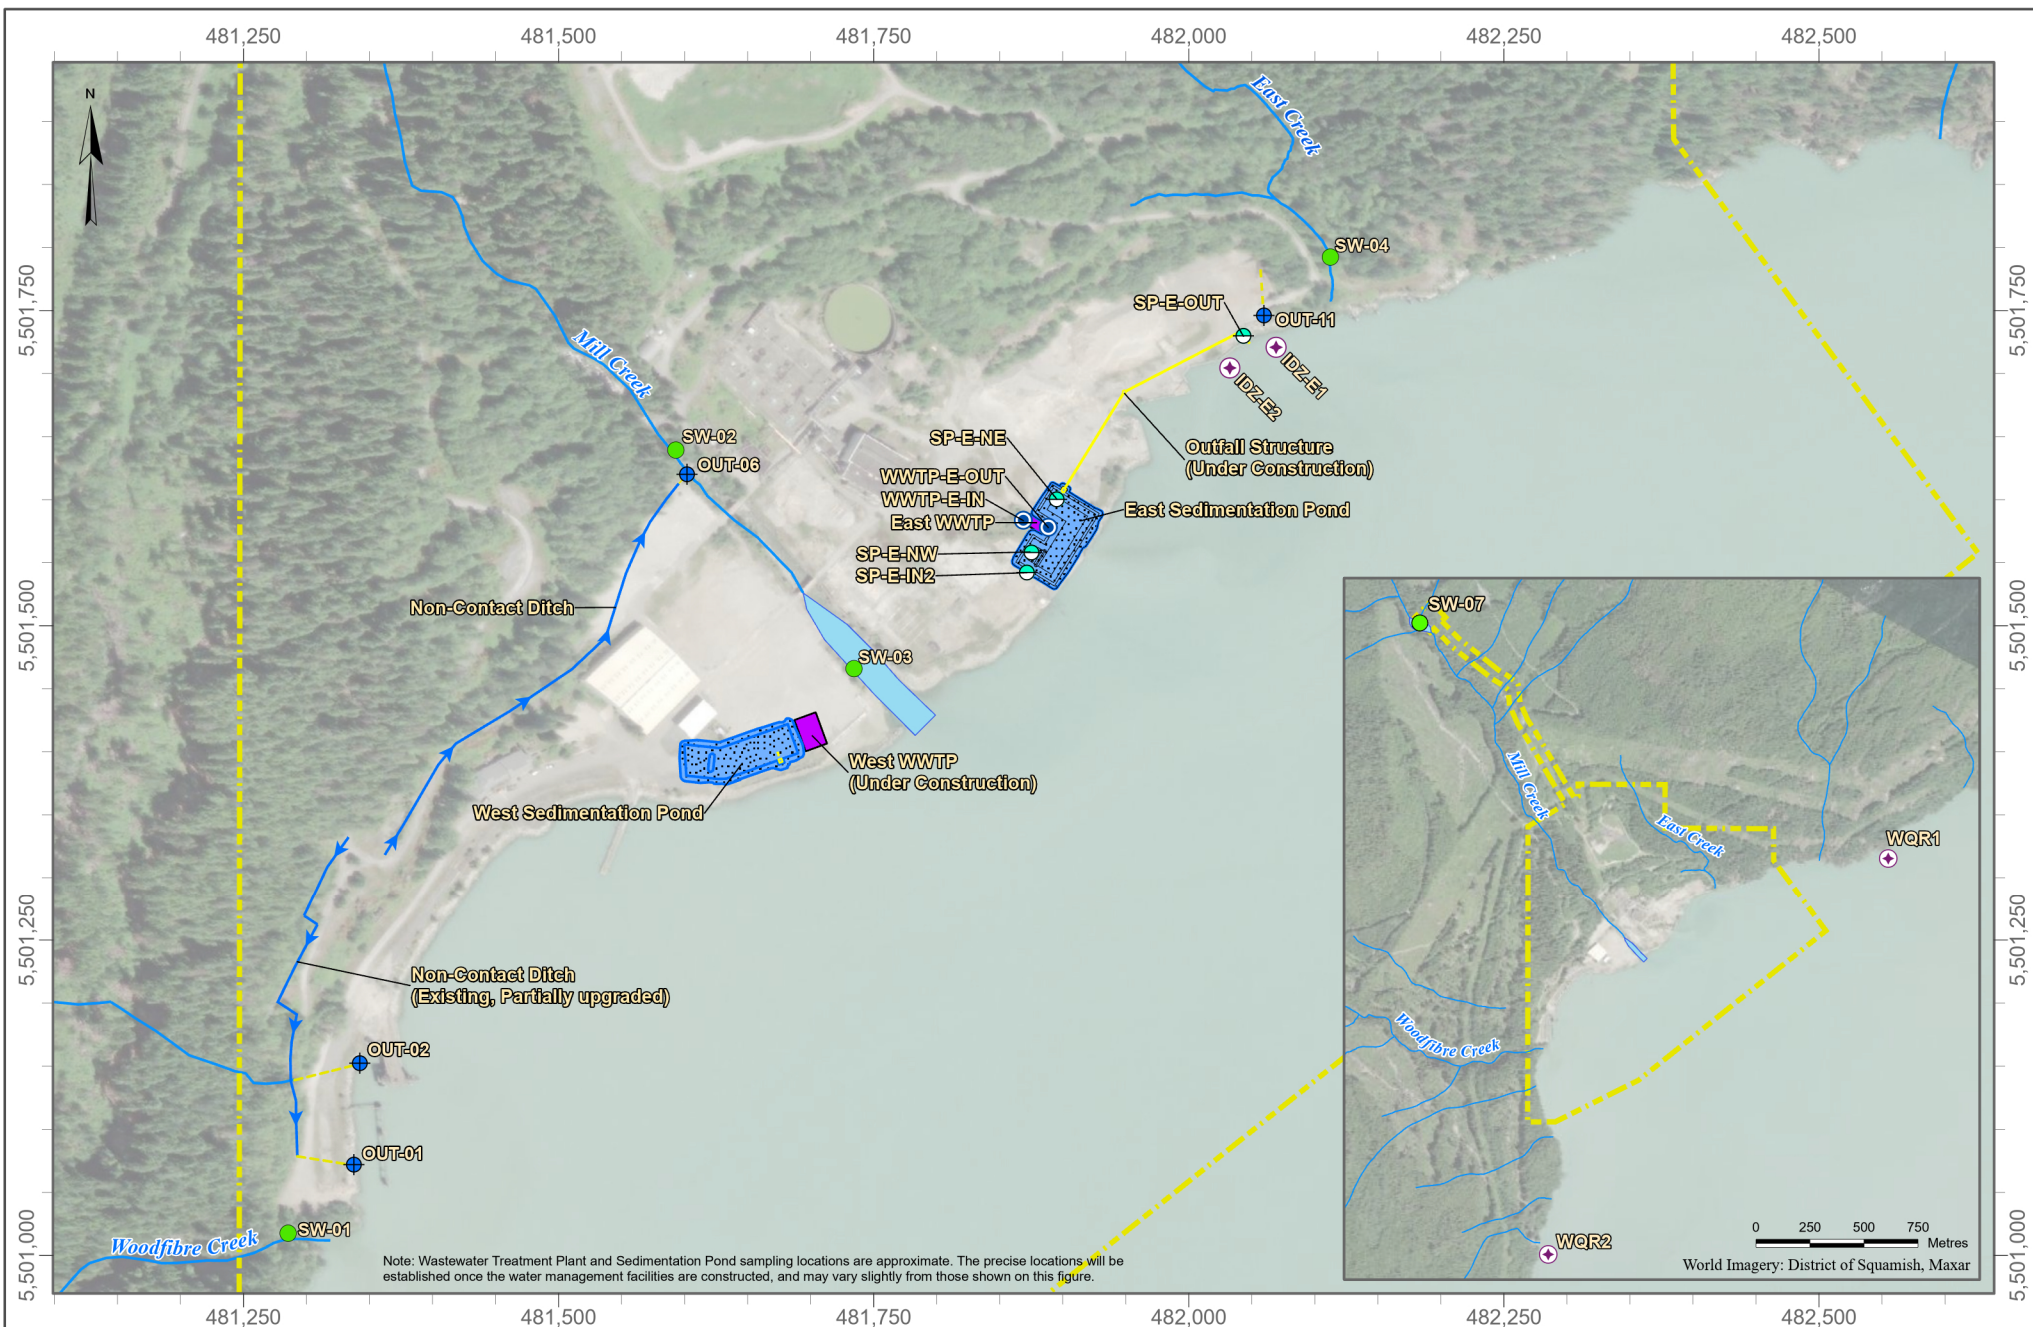 481,250 481,500 481,750 482,000 482,250 482,500
N
East Creek
SW-04
5,501,750
5,501,750
SP-E-OUT
OUT-11
Mill Creek
IDZ-E1
IDZ-E2
SW-02
SP-E-NE
Outfall Structure
(Under Construction)
OUT-06
WWTP-E-OUT
WWTP-E-IN
East Sedimentation Pond
East WWTP
SP-E-NW
SP-E-IN2
5,501,500
5,501,500
Non-Contact Ditch
SW-03
West WWTP
(Under Construction)
West Sedimentation Pond
5,501,250
5,501,250
Non-Contact Ditch
(Existing, Partially upgraded)
OUT-02
OUT-01
SW-01
Woodfibre Creek
5,501,000
5,501,000
Note: Wastewater Treatment Plant and Sedimentation Pond sampling locations are approximate. The precise locations will be
established once the water management facilities are constructed, and may vary slightly from those shown on this figure.
SW-07
Mill Creek
East Creek
WQR1
Woodfibre Creek
WQR2
0 250 500 750
Metres
World Imagery: District of Squamish, Maxar
481,250 481,500 481,750 482,000 482,250 482,500